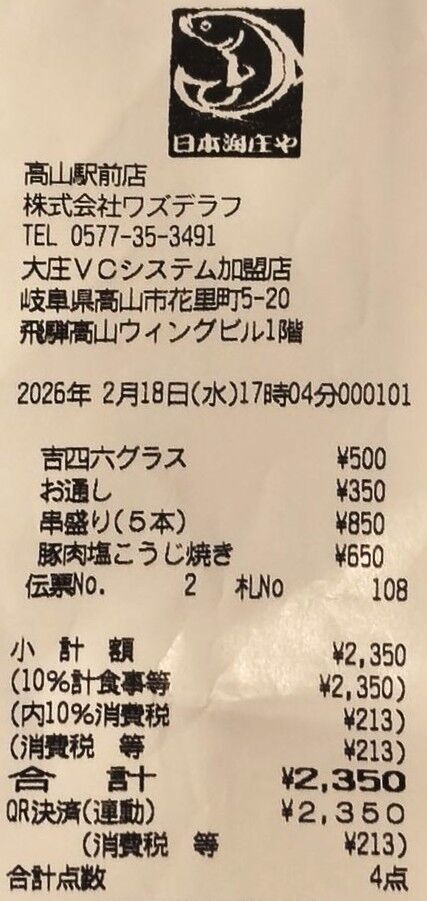 日本海庄や
高山駅前店
株式会社ワズデラフ
TEL 0577-35-3491
大庄VCシステム加盟店
岐阜県高山市花里町5-20
飛騨高山ウィングビル1階
2026年 2月18日(水)17時04分000101
吉四六グラス ¥500
お通し ¥350
串盛り(5本) ¥850
豚肉塩こうじ焼き ¥650
伝票No. 2 札No 108
小 計 額 ¥2,350
(10%計食事等 ¥2,350)
(内10%消費税 ¥213)
(消費税 等 ¥213)
合 計 ¥2,350
QR決済(連動) ¥2,350
(消費税 等 ¥213)
合計点数 4点